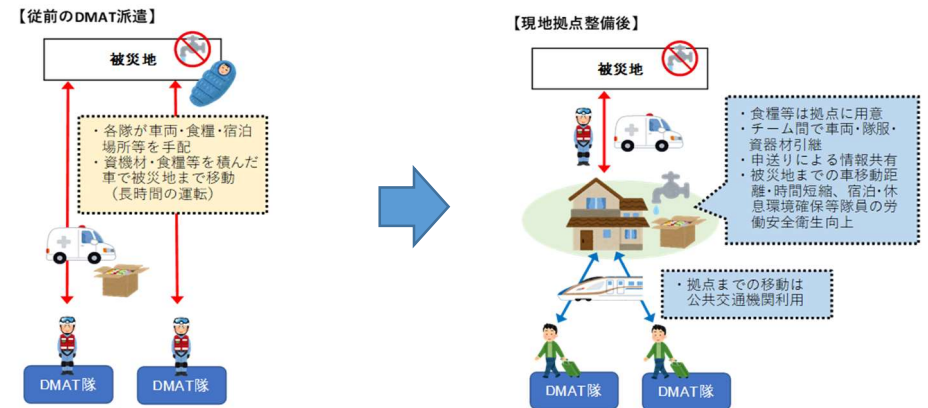 【従前のDMAT派遣】
被災地
・各隊が車両・食糧・宿泊
場所等を手配
・資機材・食糧等を積んだ
車で被災地まで移動
（長時間の運転）
DMAT隊
DMAT隊
【現地拠点整備後】
被災地
・食糧等は拠点に用意
・チーム間で車両・隊服・
資器材引継
・申送りによる情報共有
・被災地までの車移動距
離・時間短縮、宿泊・休
息環境確保等隊員の労
働安全衛生向上
・拠点までの移動は
公共交通機関利用
DMAT隊
DMAT隊